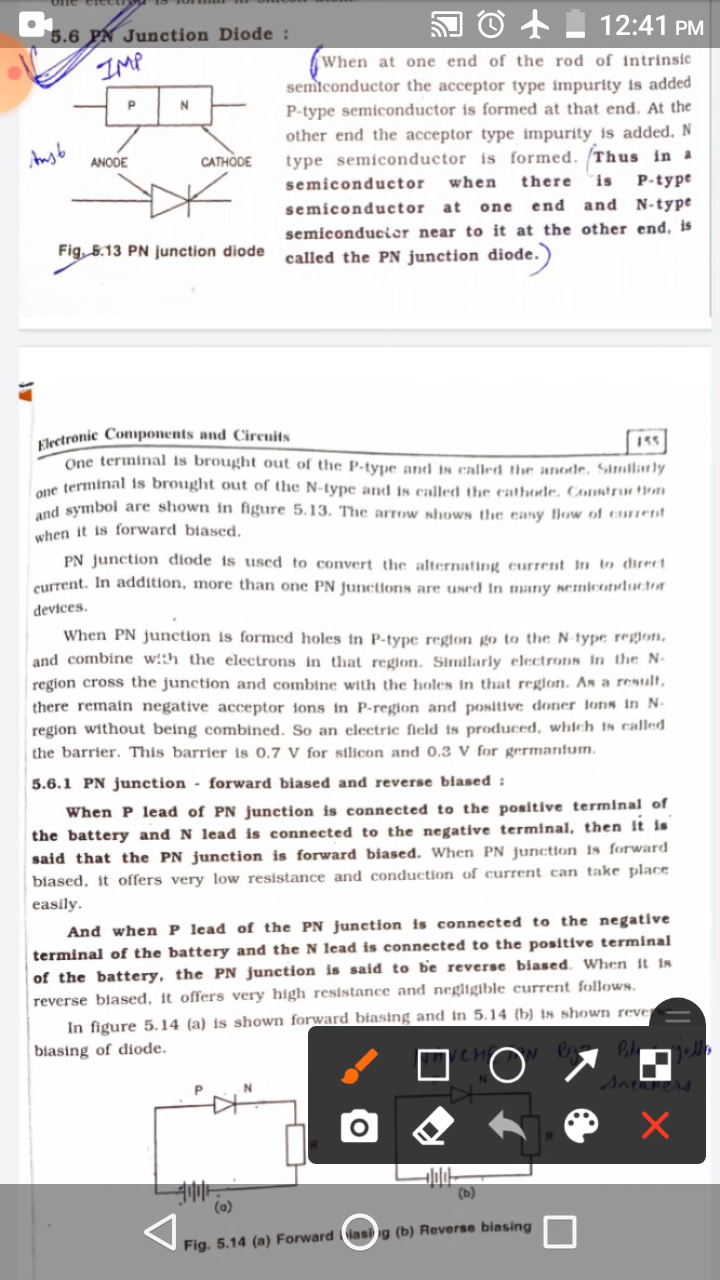 12:41 PM
5.6 PN Junction Diode :
IMP
P N
Ans6
ANODE CATHODE
Fig. 5.13 PN junction diode
When at one end of the rod of intrinsic
semiconductor the acceptor type impurity is added
P-type semiconductor is formed at that end. At the
other end the acceptor type impurity is added, N
type semiconductor is formed. (Thus in a
semiconductor when there is P-type
semiconductor at one end and N-type
semiconductor near to it at the other end, is
called the PN junction diode.)
Electronic Components and Circuits 155
One terminal is brought out of the P-type and is called the anode. Similarly
one terminal is brought out of the N-type and is called the cathode. Construction
and symbol are shown in figure 5.13. The arrow shows the easy flow of current
when it is forward biased.
PN junction diode is used to convert the alternating current in to direct
current. In addition, more than one PN junctions are used in many semiconductor
devices.
When PN junction is formed holes in P-type region go to the N-type region,
and combine with the electrons in that region. Similarly electrons in the N-
region cross the junction and combine with the holes in that region. As a result,
there remain negative acceptor ions in P-region and positive doner ions in N-
region without being combined. So an electric field is produced, which is called
the barrier. This barrier is 0.7 V for silicon and 0.3 V for germanium.
5.6.1 PN junction - forward biased and reverse biased :
When P lead of PN junction is connected to the positive terminal of
the battery and N lead is connected to the negative terminal, then it is
said that the PN junction is forward biased. When PN junction is forward
biased, it offers very low resistance and conduction of current can take place
easily.
And when P lead of the PN junction is connected to the negative
terminal of the battery and the N lead is connected to the positive terminal
of the battery, the PN junction is said to be reverse biased. When it is
reverse biased, it offers very high resistance and negligible current follows.
In figure 5.14 (a) is shown forward biasing and in 5.14 (b) is shown
biasing of diode.
P N N
R R
(a) (b)
Fig. 5.14 (a) Forward biasing (b) Reverse biasing